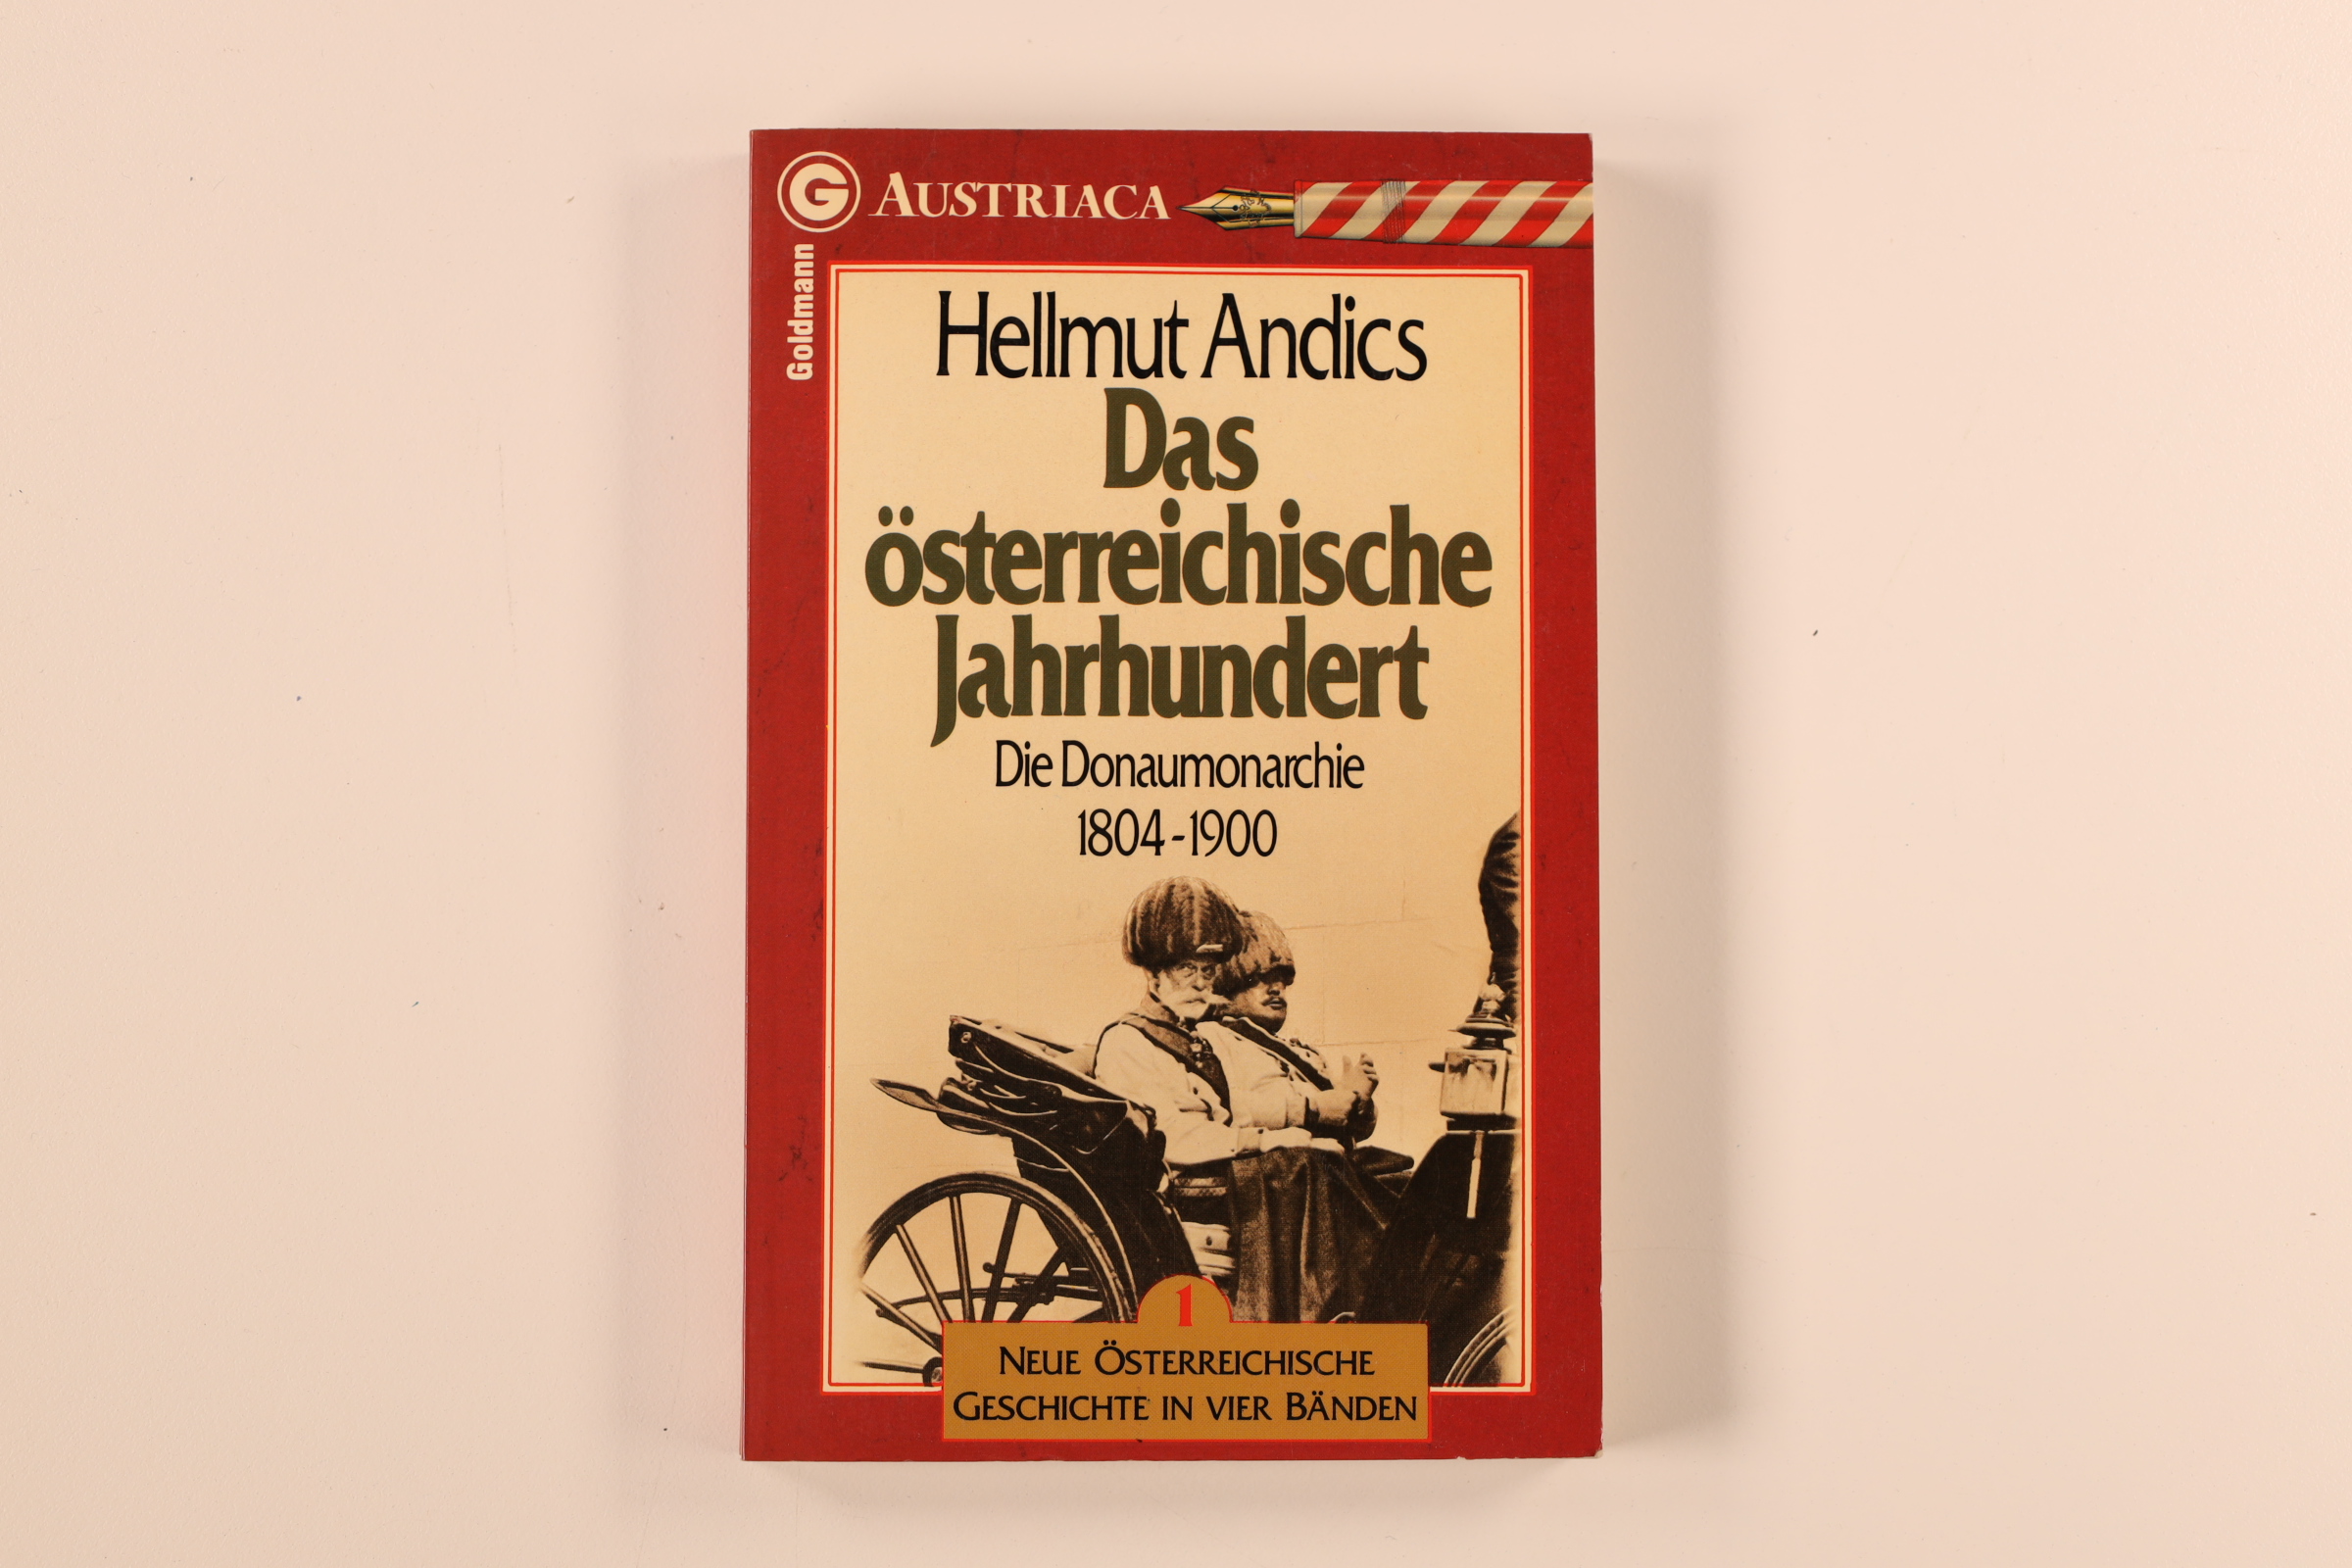 G AUSTRIACA
Goldmann
Hellmut Andics
Das
österreichische
Jahrhundert
Die Donaumonarchie
1804-1900
1
NEUE ÖSTERREICHISCHE
GESCHICHTE IN VIER BÄNDEN